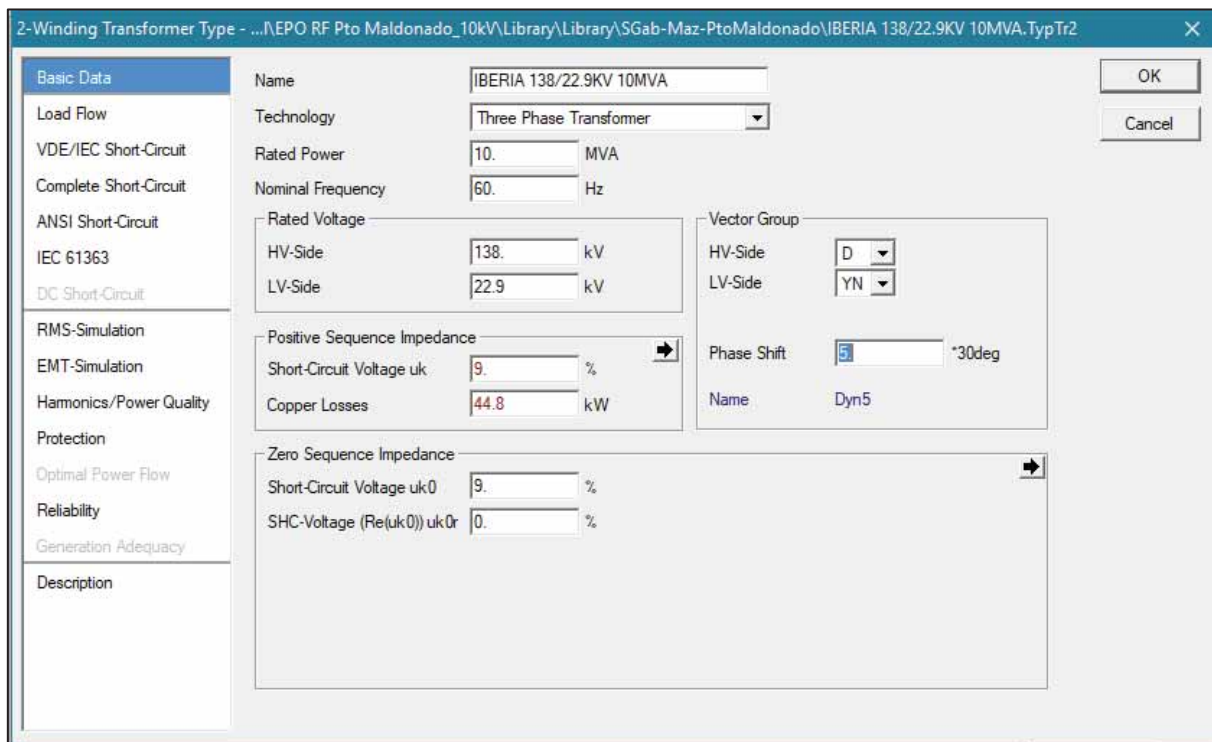 2-Winding Transformer Type - ...I\EPO RF Pto Maldonado_10kV\Library\Library\SGab-Maz-PtoMaldonado\IBERIA 138/22.9KV 10MVA.TypTr2
Basic Data
Load Flow
VDE/IEC Short-Circuit
Complete Short-Circuit
ANSI Short-Circuit
IEC 61363
DC Short-Circuit
RMS-Simulation
EMT-Simulation
Harmonics/Power Quality
Protection
Optimal Power Flow
Reliability
Generation Adequacy
Description
Name IBERIA 138/22.9KV 10MVA
Technology Three Phase Transformer
Rated Power 10. MVA
Nominal Frequency 60. Hz
Rated Voltage
HV-Side 138. kV
LV-Side 22.9 kV
Positive Sequence Impedance
Short-Circuit Voltage uk 9. %
Copper Losses 44.8 kW
Vector Group
HV-Side D
LV-Side YN
Phase Shift 5. *30deg
Name Dyn5
Zero Sequence Impedance
Short-Circuit Voltage uk0 9. %
SHC-Voltage (Re(uk0)) uk0r 0. %
OK
Cancel